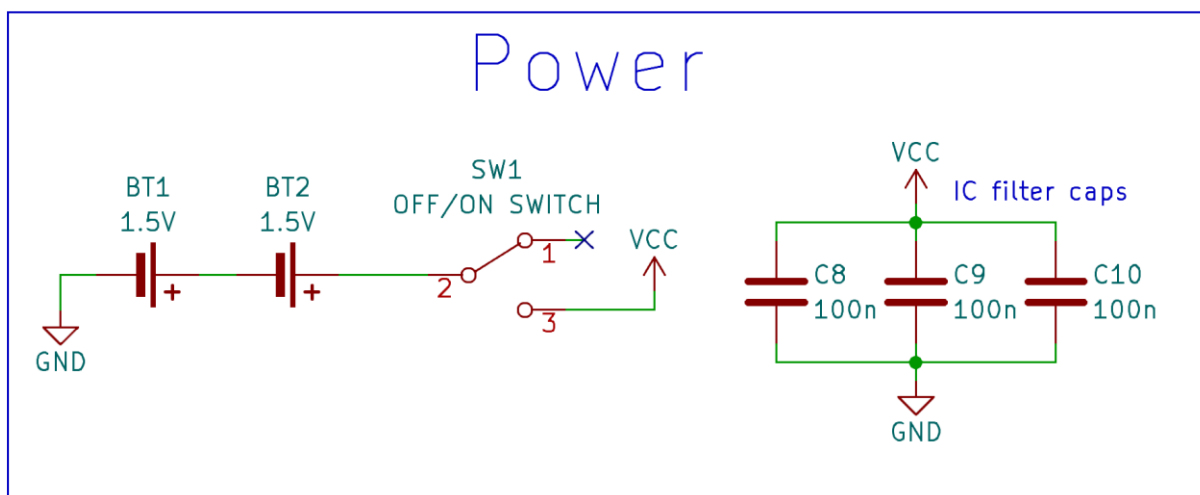 Power
BT1
1.5V
+
BT2
1.5V
+
SW1
OFF/ON SWITCH
1
2
3
VCC
GND
VCC
IC filter caps
C8
100n
C9
100n
C10
100n
GND